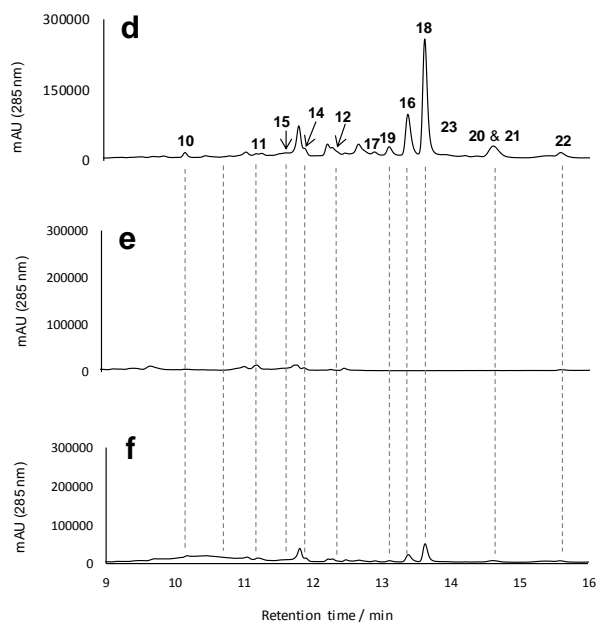 d
300000
150000
0
mAU (285 nm)
10
11
15
14
12
17
19
16
18
23
20 & 21
22
e
300000
200000
100000
0
mAU (285 nm)
f
300000
200000
100000
0
mAU (285 nm)
9 10 11 12 13 14 15 16
Retention time / min